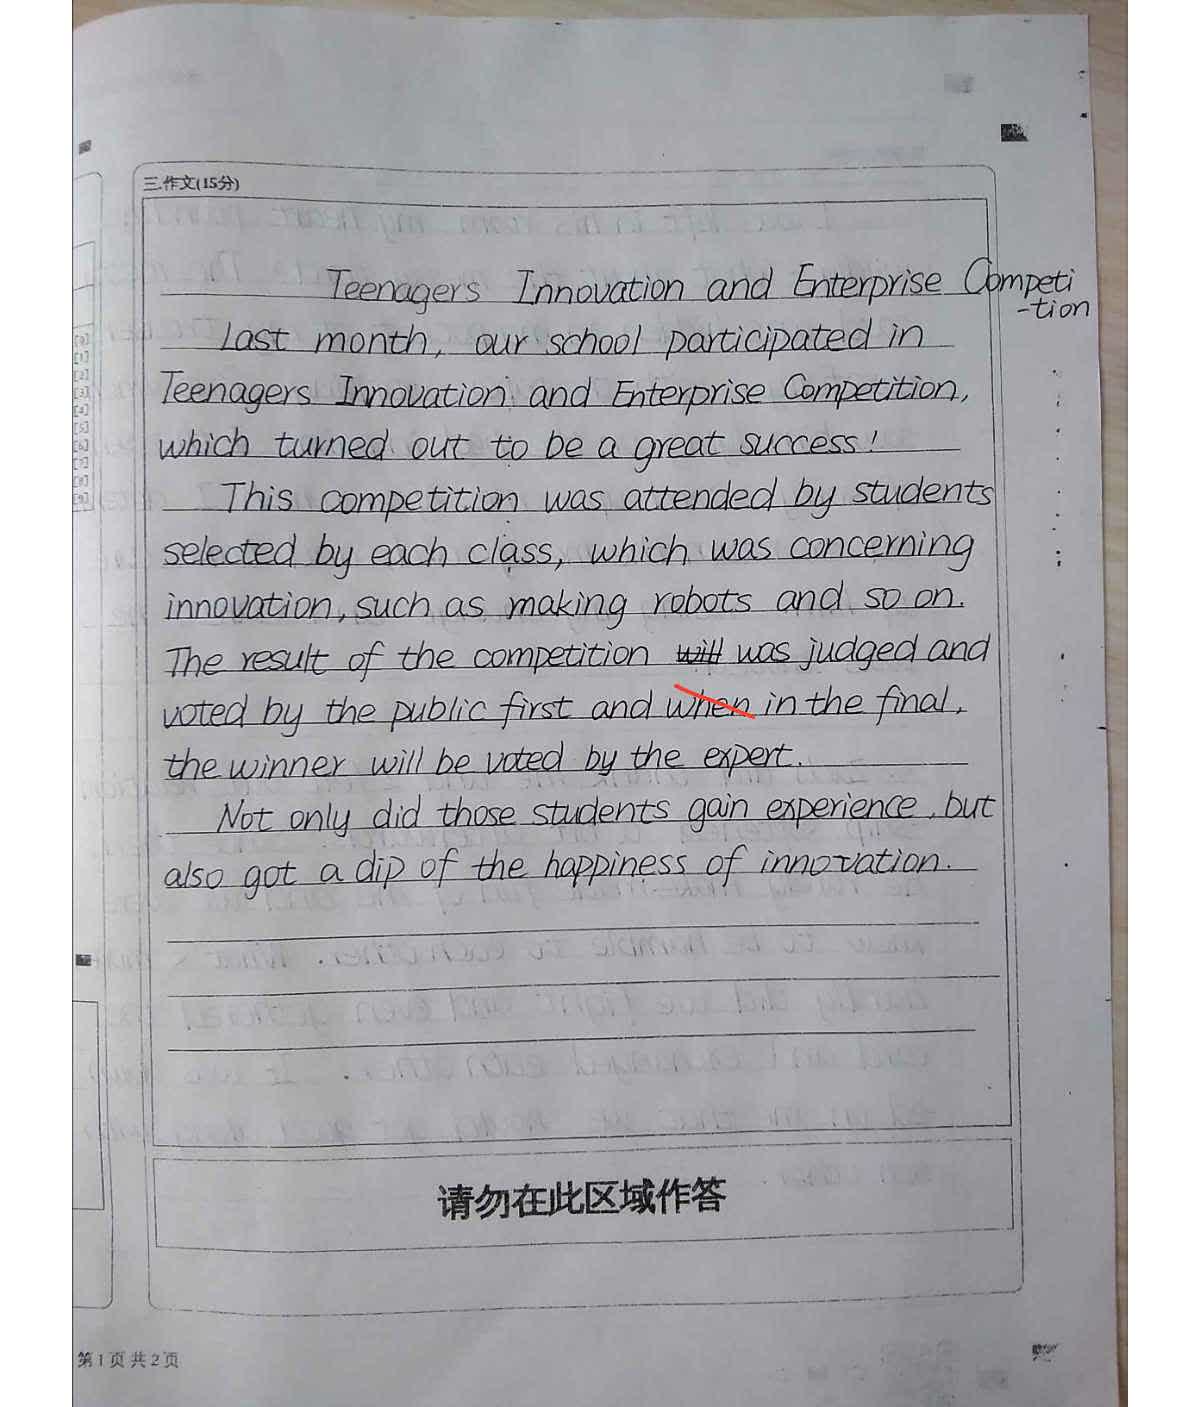 三.作文(15分)
Teenagers Innovation and Enterprise Competi
-tion
Last month, our school participated in
Teenagers Innovation and Enterprise Competition,
which turned out to be a great success!
This competition was attended by students
selected by each class, which was concerning
innovation, such as making robots and so on.
The result of the competition will was judged and
voted by the public first and when in the final,
the winner will be voted by the expert.
Not only did those students gain experience, but
also got a dip of the happiness of innovation.
请勿在此区域作答
第1页共2页